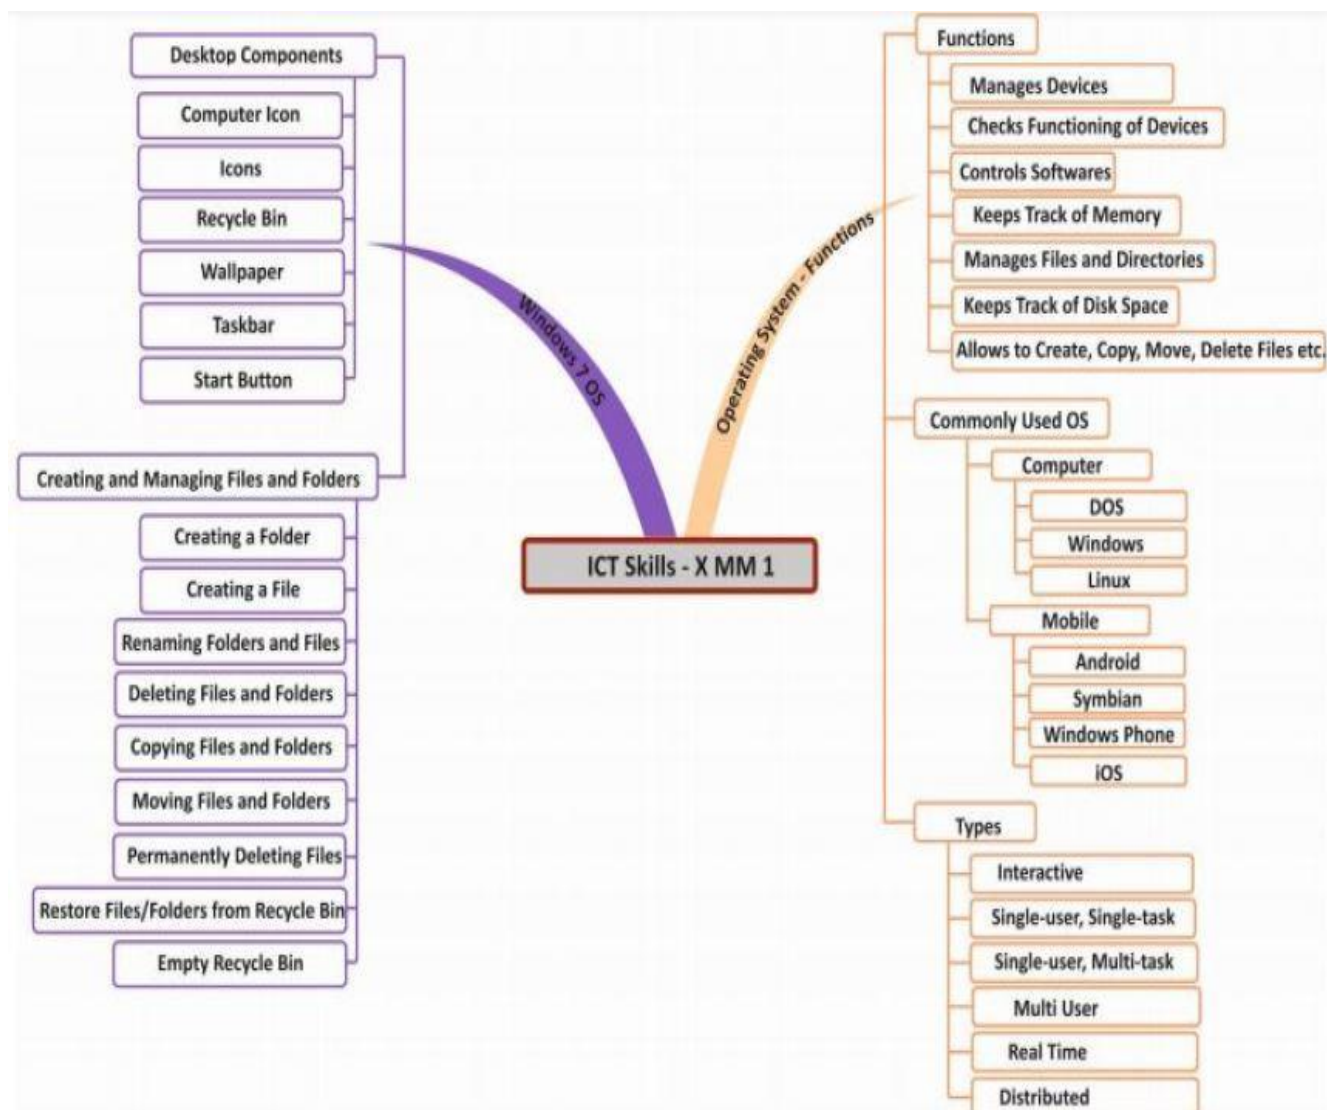 Desktop Components
Computer Icon
Icons
Recycle Bin
Wallpaper
Taskbar
Start Button
Creating and Managing Files and Folders
Creating a Folder
Creating a File
Renaming Folders and Files
Deleting Files and Folders
Copying Files and Folders
Moving Files and Folders
Permanently Deleting Files
Restore Files/Folders from Recycle Bin
Empty Recycle Bin
Windows 7 OS
ICT Skills - X MM 1
Operating System - Functions
Functions
Manages Devices
Checks Functioning of Devices
Controls Softwares
Keeps Track of Memory
Manages Files and Directories
Keeps Track of Disk Space
Allows to Create, Copy, Move, Delete Files etc.
Commonly Used OS
Computer
DOS
Windows
Linux
Mobile
Android
Symbian
Windows Phone
iOS
Types
Interactive
Single-user, Single-task
Single-user, Multi-task
Multi User
Real Time
Distributed